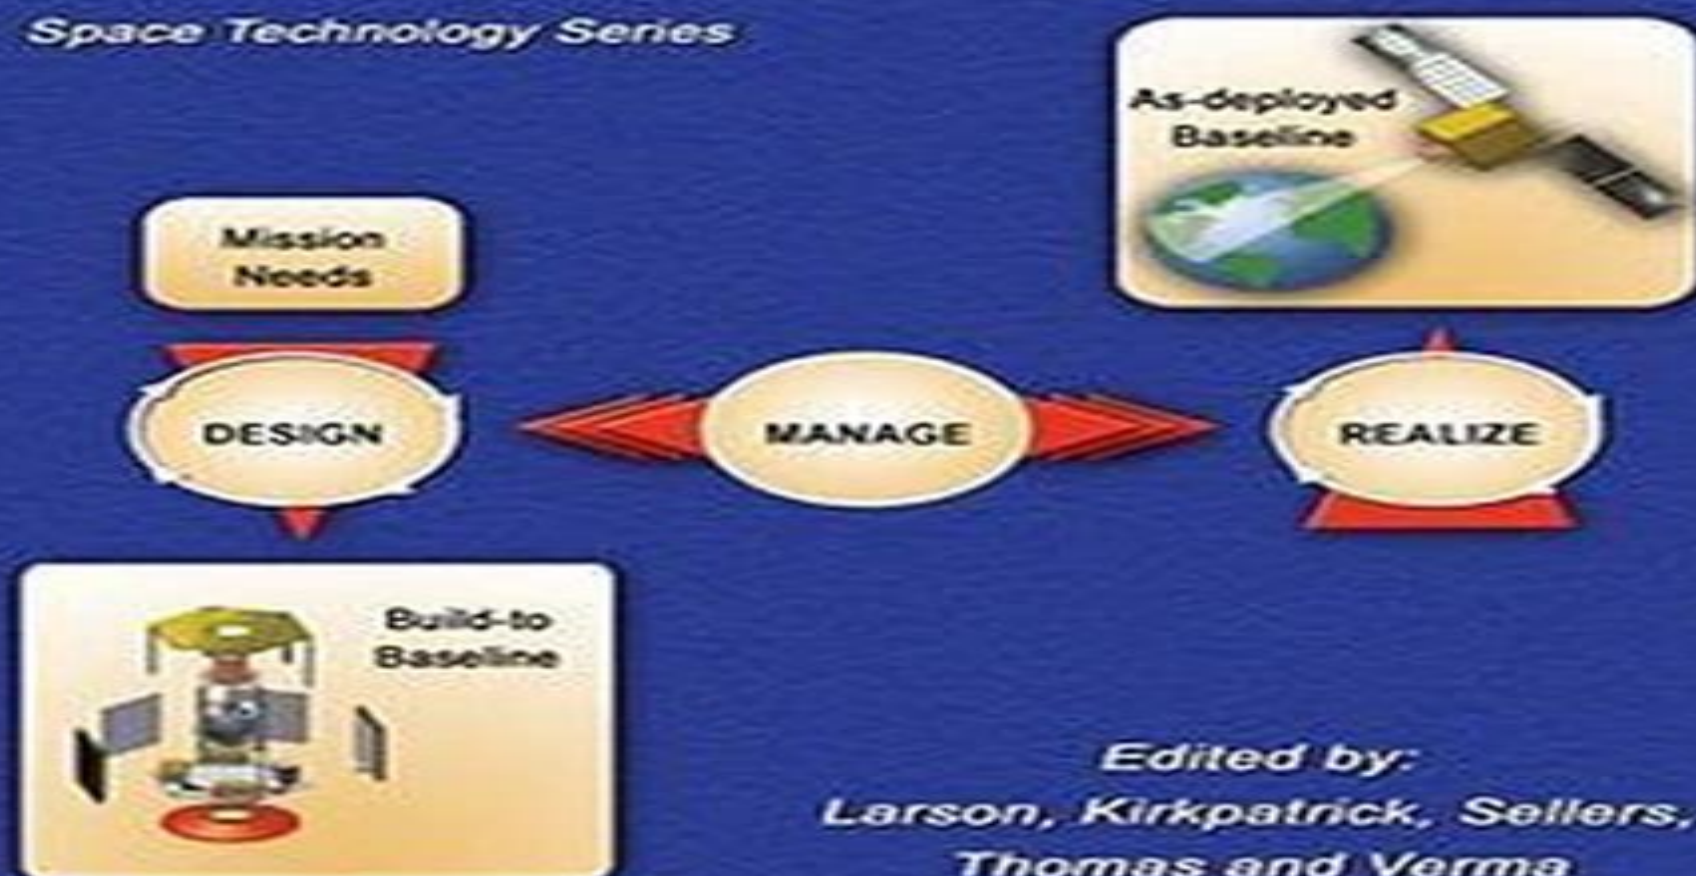 Space Technology Series
As-deployed
Baseline
Mission
Needs
DESIGN
MANAGE
REALIZE
Build-to
Baseline
Edited by:
Larson, Kirkpatrick, Sellers,
Thomas and Verma